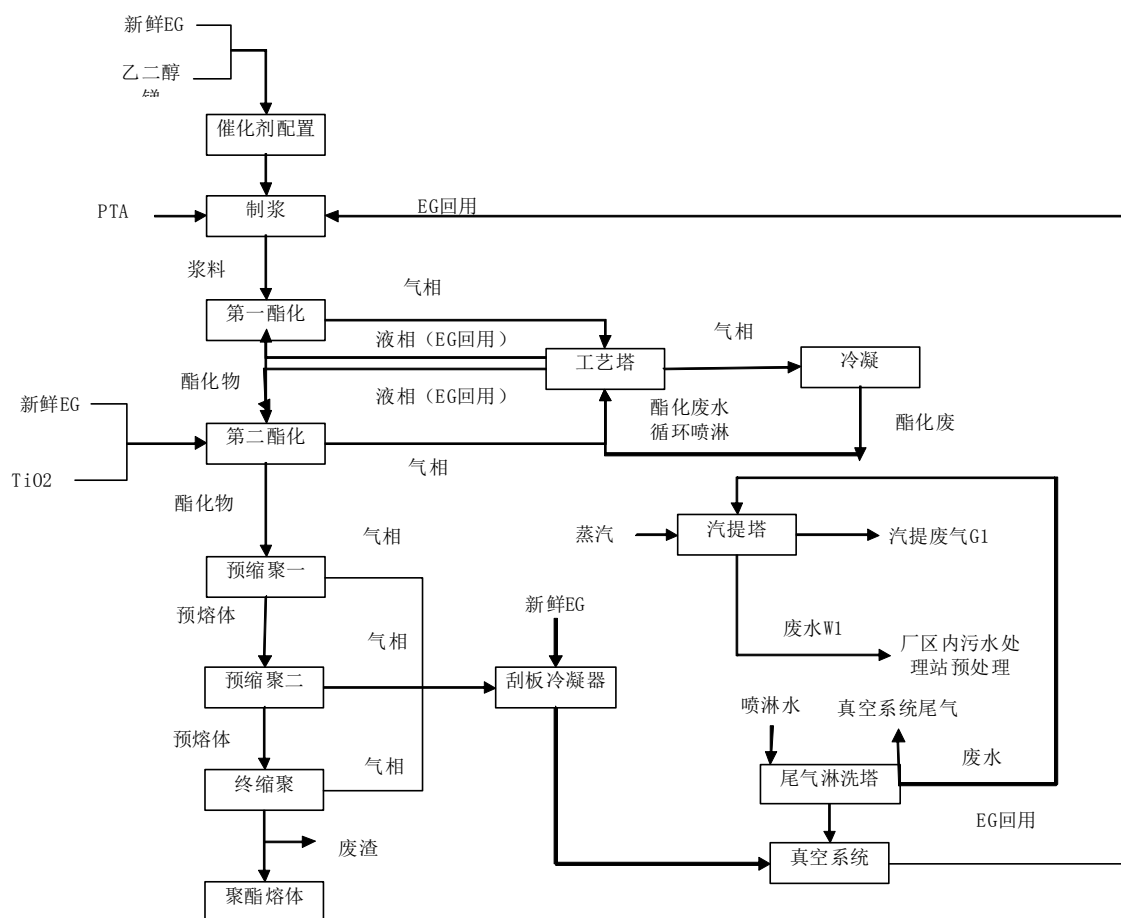 新鲜EG
乙二醇
催化剂配置
PTA
制浆
EG回用
浆料
气相
第一酯化
液相（EG回用）
气相
工艺塔
冷凝
酯化物
液相（EG回用）
新鲜EG
酯化废水
循环喷淋
酯化废
第二酯化
气相
TiO2
酯化物
气相
蒸汽
汽提塔
汽提废气G1
预缩聚一
新鲜EG
预熔体
气相
废水W1
厂区内污水处
理站预处理
预缩聚二
刮板冷凝器
喷淋水
真空系统尾气
预熔体
气相
废水
终缩聚
尾气淋洗塔
EG回用
废渣
真空系统
聚酯熔体